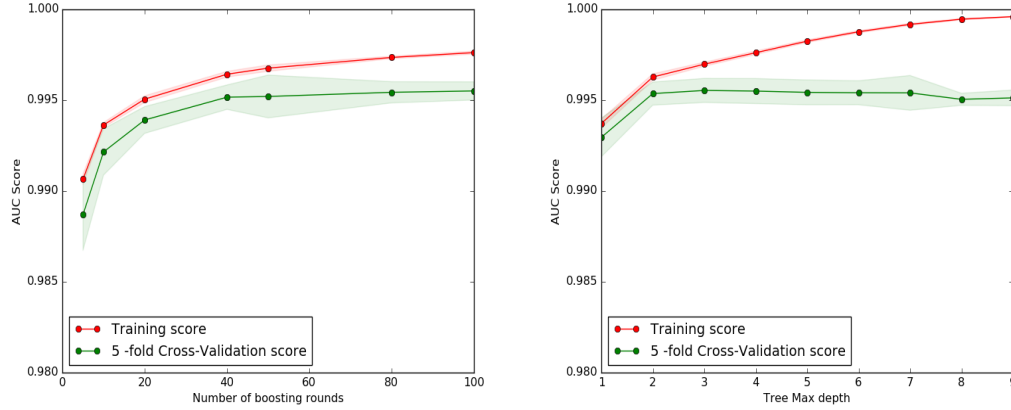 1.000
0.995
0.990
0.985
0.980
AUC Score
0 20 40 60 80 100
Number of boosting rounds
Training score
5 -fold Cross-Validation score
1.000
0.995
0.990
0.985
0.980
AUC Score
1 2 3 4 5 6 7 8 9
Tree Max depth
Training score
5 -fold Cross-Validation score